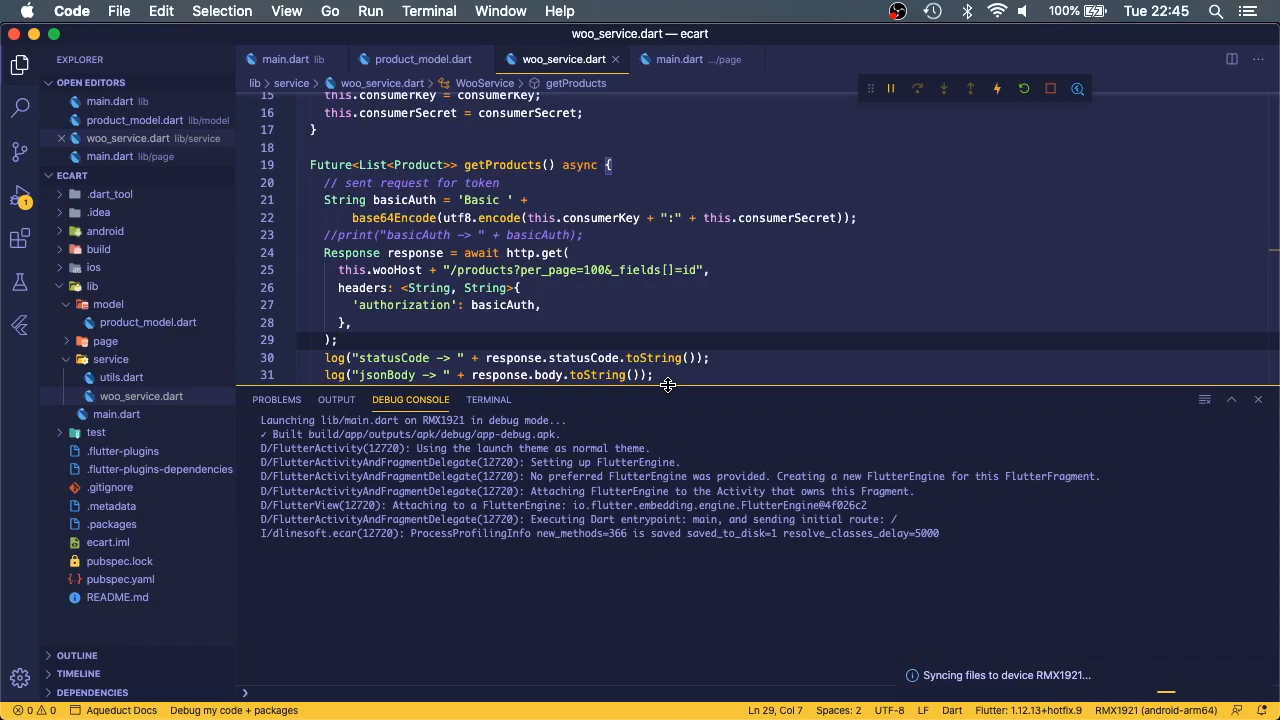 Code File Edit Selection View Go Run Terminal Window Help 100% Tue 22:45
woo_service.dart — ecart
EXPLORER
OPEN EDITORS
main.dart lib
product_model.dart lib/model
woo_service.dart lib/service
main.dart lib/page
ECART
.dart_tool
.idea
android
build
ios
lib
model
product_model.dart
page
service
utils.dart
woo_service.dart
main.dart
test
.flutter-plugins
.flutter-plugins-dependencies
.gitignore
.metadata
.packages
ecart.iml
pubspec.lock
pubspec.yaml
README.md
OUTLINE
TIMELINE
DEPENDENCIES
1
main.dart lib product_model.dart woo_service.dart main.dart .../page
lib > service > woo_service.dart > WooService > getProducts
15 this.consumerKey = consumerKey;
16 this.consumerSecret = consumerSecret;
17 }
18
19 Future<List<Product>> getProducts() async {
20 // sent request for token
21 String basicAuth = 'Basic ' +
22 base64Encode(utf8.encode(this.consumerKey + ":" + this.consumerSecret));
23 //print("basicAuth -> " + basicAuth);
24 Response response = await http.get(
25 this.wooHost + "/products?per_page=100&_fields[]=id",
26 headers: <String, String>{
27 'authorization': basicAuth,
28 },
29 );
30 log("statusCode -> " + response.statusCode.toString());
31 log("jsonBody -> " + response.body.toString());
PROBLEMS OUTPUT DEBUG CONSOLE TERMINAL
Launching lib/main.dart on RMX1921 in debug mode...
✓ Built build/app/outputs/apk/debug/app-debug.apk.
D/FlutterActivity(12720): Using the launch theme as normal theme.
D/FlutterActivityAndFragmentDelegate(12720): Setting up FlutterEngine.
D/FlutterActivityAndFragmentDelegate(12720): No preferred FlutterEngine was provided. Creating a new FlutterEngine for this FlutterFragment.
D/FlutterActivityAndFragmentDelegate(12720): Attaching FlutterEngine to the Activity that owns this Fragment.
D/FlutterView(12720): Attaching to a FlutterEngine: io.flutter.embedding.engine.FlutterEngine@4f026c2
D/FlutterActivityAndFragmentDelegate(12720): Executing Dart entrypoint: main, and sending initial route: /
I/dlinesoft.ecar(12720): ProcessProfilingInfo new_methods=366 is saved saved_to_disk=1 resolve_classes_delay=5000
Syncing files to device RMX1921...
0 0 Aqueduct Docs Debug my code + packages Ln 29, Col 7 Spaces: 2 UTF-8 LF Dart Flutter: 1.12.13+hotfix.9 RMX1921 (android-arm64)